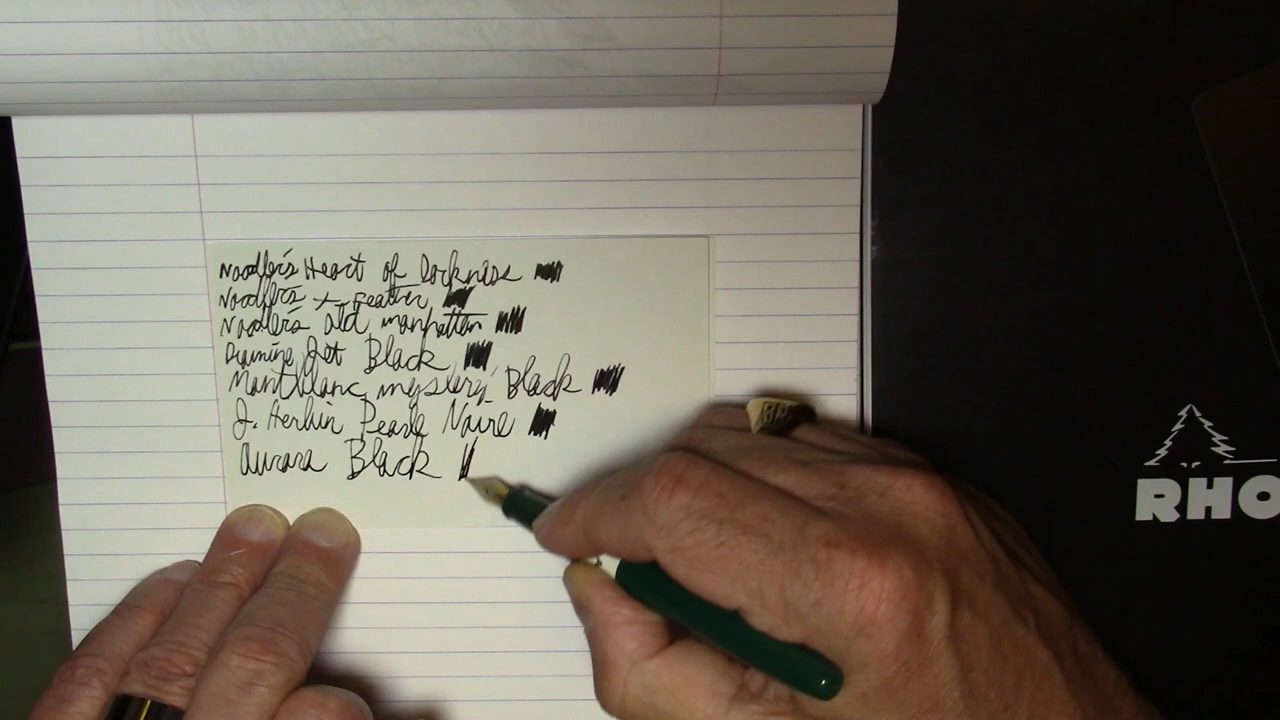 Noodler's Heart of Darkness
Noodler's X-Feather
Noodler's old manhattan
Diamine Jet Black
Montblanc mystery Black
J. Herbin Pearle Noire
Aurora Black
RHO